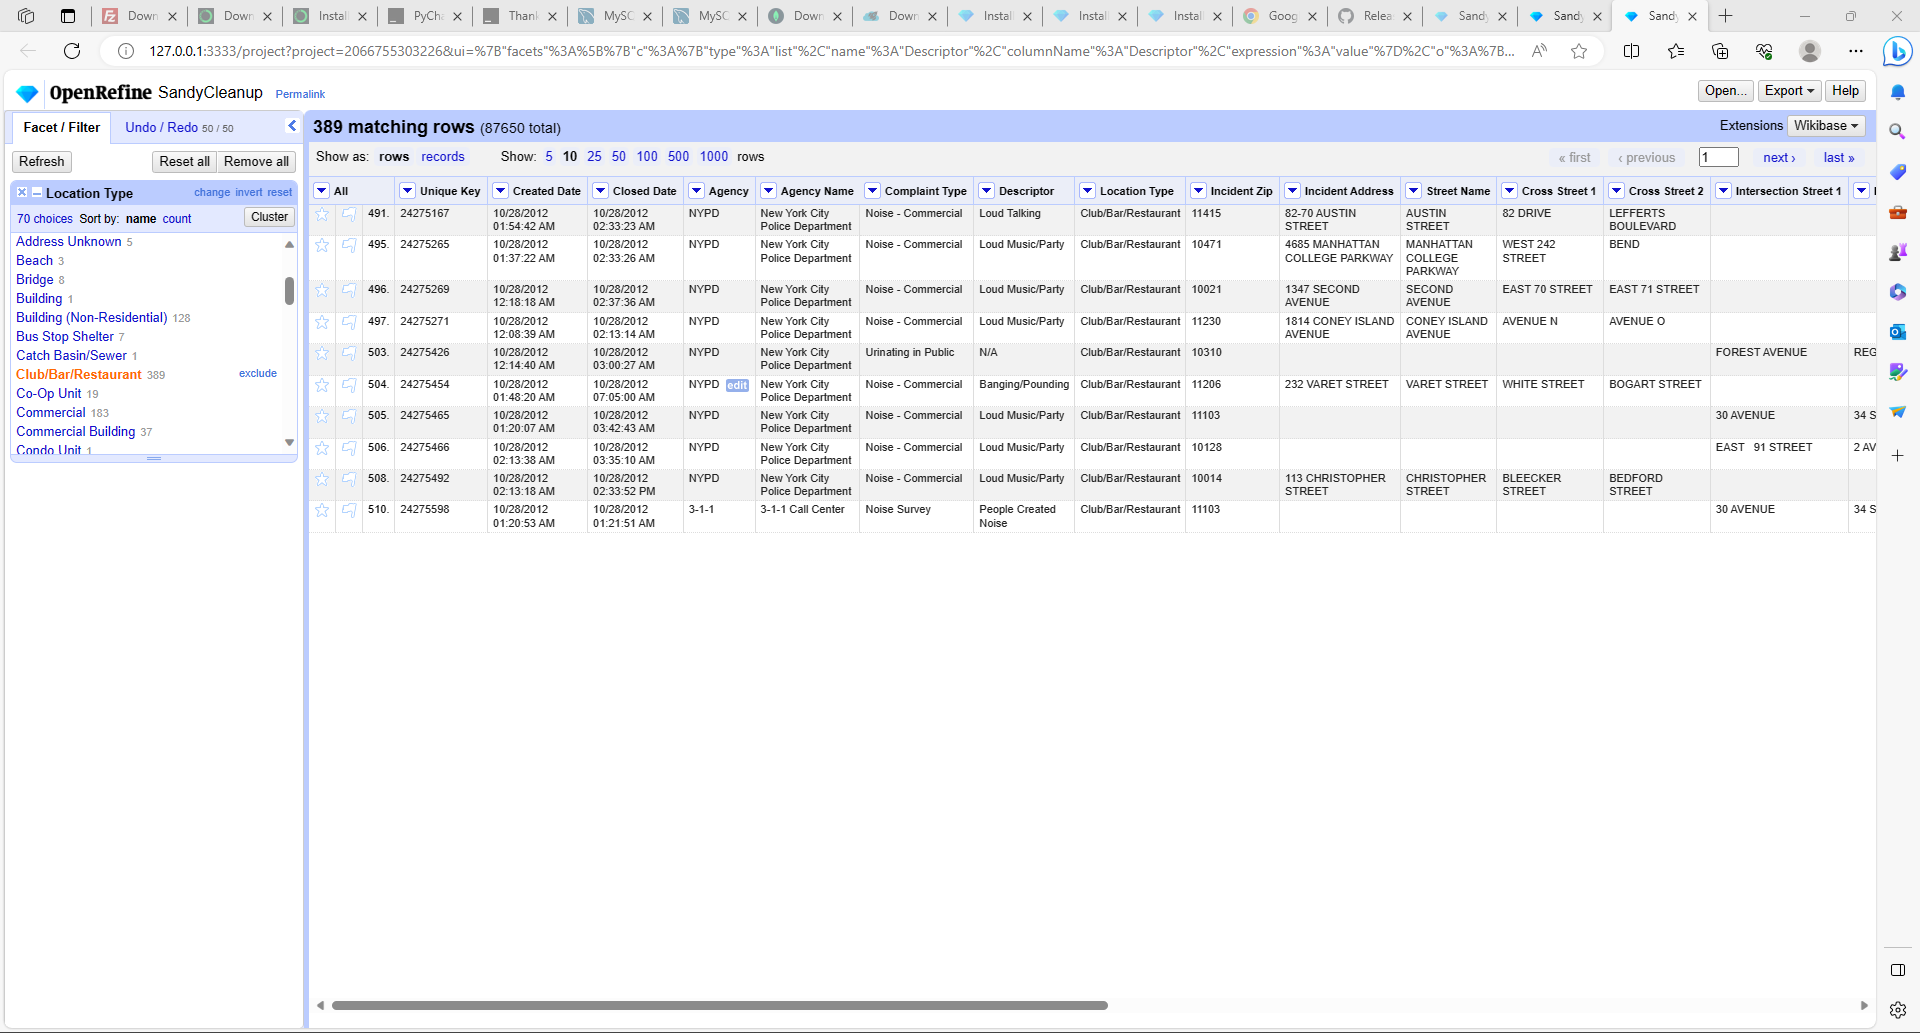 Down
Down
Install
PyCha
Thank
MySC
MySC
Down
Down
Install
Install
Install
Goog
Relea
Sandy
Sandy
Sandy
127.0.0.1:3333/project?project=2066755303226&ui=%7B"facets"%3A%5B%7B"c"%3A%7B"type"%3A"list"%2C"name"%3A"Descriptor"%2C"columnName"%3A"Descriptor"%2C"expression"%3A"value"%7D%2C"o"%3A%7B...
OpenRefine SandyCleanup Permalink
Open... Export Help
Facet / Filter Undo / Redo 50 / 50
389 matching rows (87650 total)
Extensions Wikibase
Refresh Reset all Remove all
Show as: rows records Show: 5 10 25 50 100 500 1000 rows
« first ‹ previous 1 next › last »
Location Type change invert reset
70 choices Sort by: name count Cluster
Address Unknown 5
Beach 3
Bridge 8
Building 1
Building (Non-Residential) 128
Bus Stop Shelter 7
Catch Basin/Sewer 1
Club/Bar/Restaurant 389 exclude
Co-Op Unit 19
Commercial 183
Commercial Building 37
Condo Unit 1
All Unique Key Created Date Closed Date Agency Agency Name Complaint Type Descriptor Location Type Incident Zip Incident Address Street Name Cross Street 1 Cross Street 2 Intersection Street 1
491. 24275167 10/28/2012 10/28/2012 NYPD New York City Noise - Commercial Loud Talking Club/Bar/Restaurant 11415 82-70 AUSTIN AUSTIN 82 DRIVE LEFFERTS
01:54:42 AM 02:33:23 AM Police Department STREET STREET BOULEVARD
495. 24275265 10/28/2012 10/28/2012 NYPD New York City Noise - Commercial Loud Music/Party Club/Bar/Restaurant 10471 4685 MANHATTAN MANHATTAN WEST 242 BEND
01:37:22 AM 02:33:26 AM Police Department COLLEGE PARKWAY COLLEGE STREET
PARKWAY
496. 24275269 10/28/2012 10/28/2012 NYPD New York City Noise - Commercial Loud Music/Party Club/Bar/Restaurant 10021 1347 SECOND SECOND EAST 70 STREET EAST 71 STREET
12:18:18 AM 02:37:36 AM Police Department AVENUE AVENUE
497. 24275271 10/28/2012 10/28/2012 NYPD New York City Noise - Commercial Loud Music/Party Club/Bar/Restaurant 11230 1814 CONEY ISLAND CONEY ISLAND AVENUE N AVENUE O
12:08:39 AM 02:13:14 AM Police Department AVENUE AVENUE
503. 24275426 10/28/2012 10/28/2012 NYPD New York City Urinating in Public N/A Club/Bar/Restaurant 10310 FOREST AVENUE REG
12:14:40 AM 03:00:27 AM Police Department
504. 24275454 10/28/2012 10/28/2012 NYPD edit New York City Noise - Commercial Banging/Pounding Club/Bar/Restaurant 11206 232 VARET STREET VARET STREET WHITE STREET BOGART STREET
01:48:20 AM 07:05:00 AM Police Department
505. 24275465 10/28/2012 10/28/2012 NYPD New York City Noise - Commercial Loud Music/Party Club/Bar/Restaurant 11103 30 AVENUE 34 S
01:20:07 AM 03:42:43 AM Police Department
506. 24275466 10/28/2012 10/28/2012 NYPD New York City Noise - Commercial Loud Music/Party Club/Bar/Restaurant 10128 EAST 91 STREET 2 AV
02:13:38 AM 03:35:10 AM Police Department
508. 24275492 10/28/2012 10/28/2012 NYPD New York City Noise - Commercial Loud Music/Party Club/Bar/Restaurant 10014 113 CHRISTOPHER CHRISTOPHER BLEECKER BEDFORD
02:13:18 AM 02:33:52 PM Police Department STREET STREET STREET STREET
510. 24275598 10/28/2012 10/28/2012 3-1-1 3-1-1 Call Center Noise Survey People Created Club/Bar/Restaurant 11103 30 AVENUE 34 S
01:20:53 AM 01:21:51 AM Noise